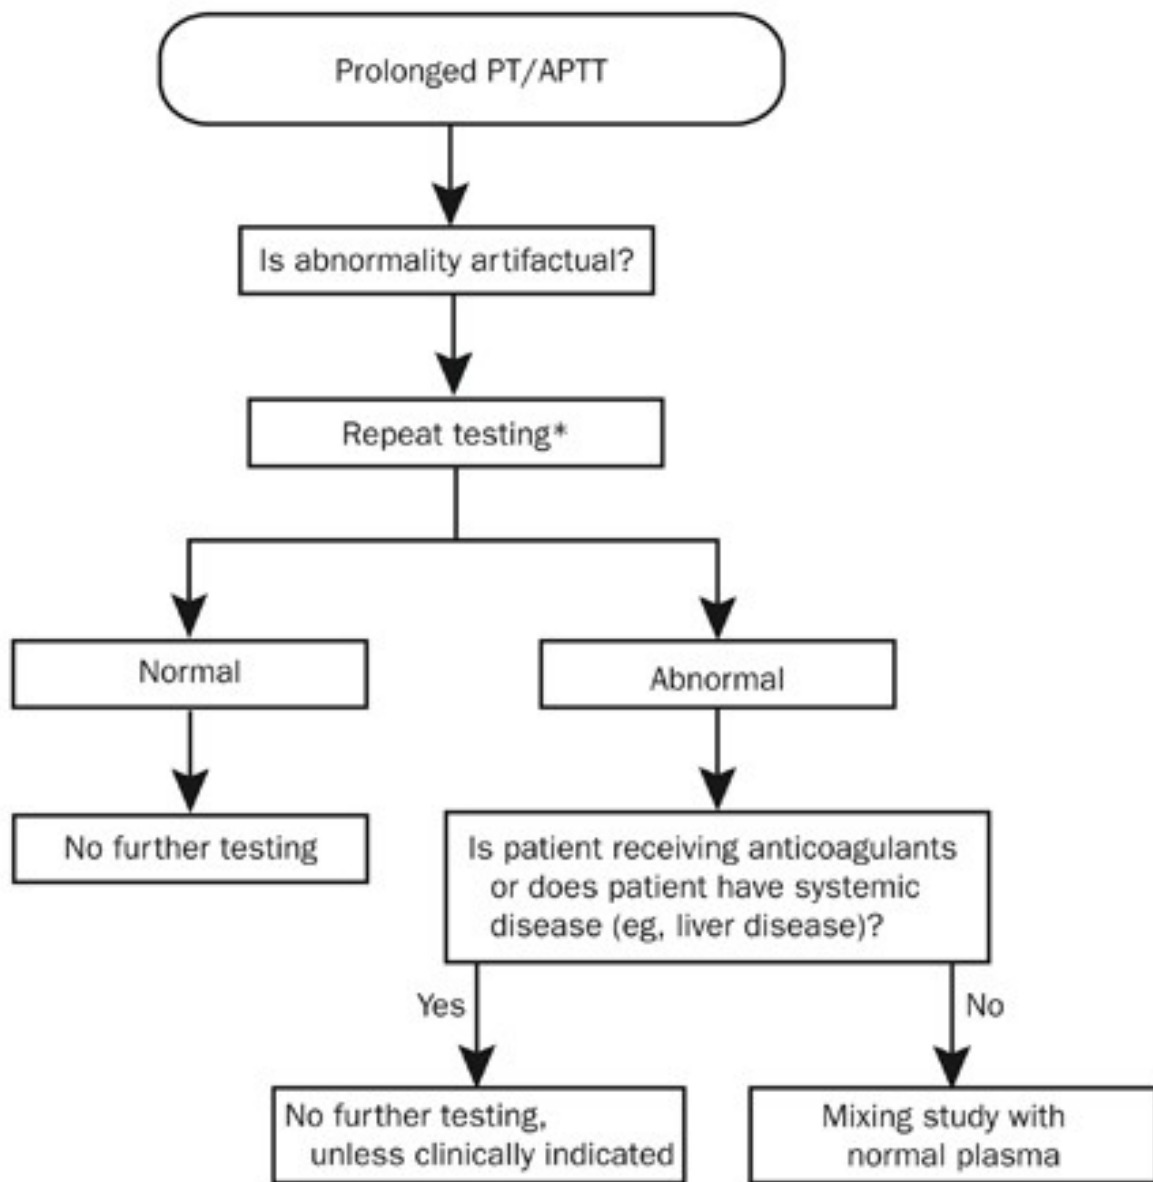 Prolonged PT/APTT
Is abnormality artifactual?
Repeat testing*
Normal
Abnormal
No further testing
Is patient receiving anticoagulants
or does patient have systemic
disease (eg, liver disease)?
Yes
No
No further testing,
unless clinically indicated
Mixing study with
normal plasma